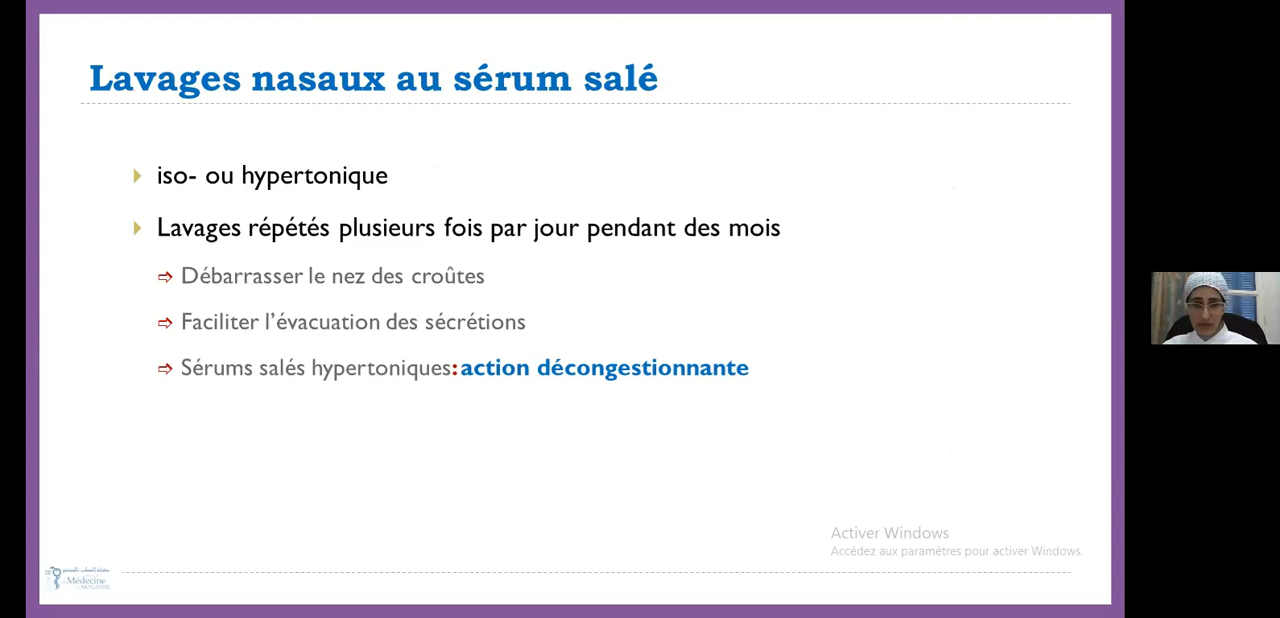 Lavages nasaux au sérum salé
iso- ou hypertonique
Lavages répétés plusieurs fois par jour pendant des mois
⇨ Débarrasser le nez des croûtes
⇨ Faciliter l’évacuation des sécrétions
⇨ Sérums salés hypertoniques: action décongestionnante
Activer Windows
Accédez aux paramètres pour activer Windows.
Médecine